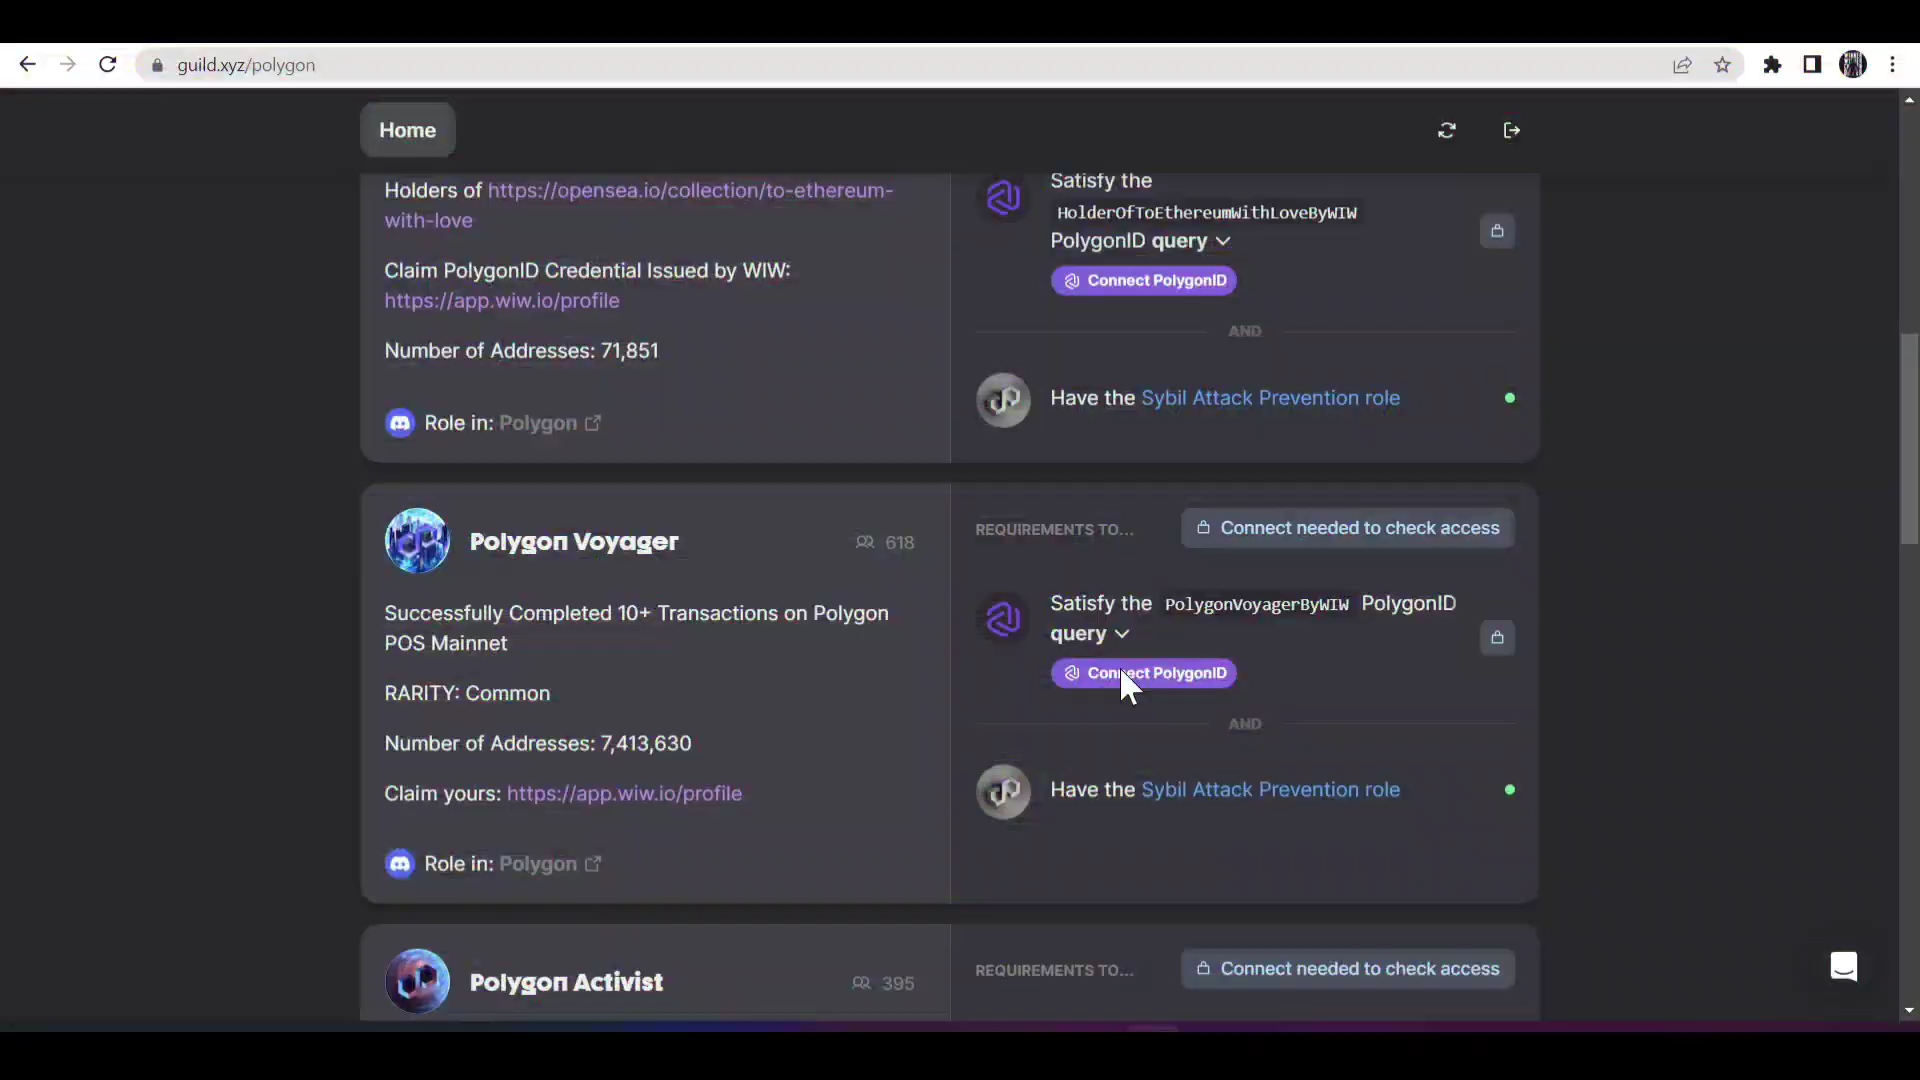 guild.xyz/polygon
Home
Holders of https://opensea.io/collection/to-ethereum-
with-love
Claim PolygonID Credential Issued by WIW:
https://app.wiw.io/profile
Number of Addresses: 71,851
Role in: Polygon
Satisfy the
HolderOfToEthereumWithLoveByWIW
PolygonID query
Connect PolygonID
AND
Have the Sybil Attack Prevention role
Polygon Voyager
618
Successfully Completed 10+ Transactions on Polygon
POS Mainnet
RARITY: Common
Number of Addresses: 7,413,630
Claim yours: https://app.wiw.io/profile
Role in: Polygon
REQUIREMENTS TO...
Connect needed to check access
Satisfy the PolygonVoyagerByWIW PolygonID
query
Connect PolygonID
AND
Have the Sybil Attack Prevention role
Polygon Activist
395
REQUIREMENTS TO...
Connect needed to check access